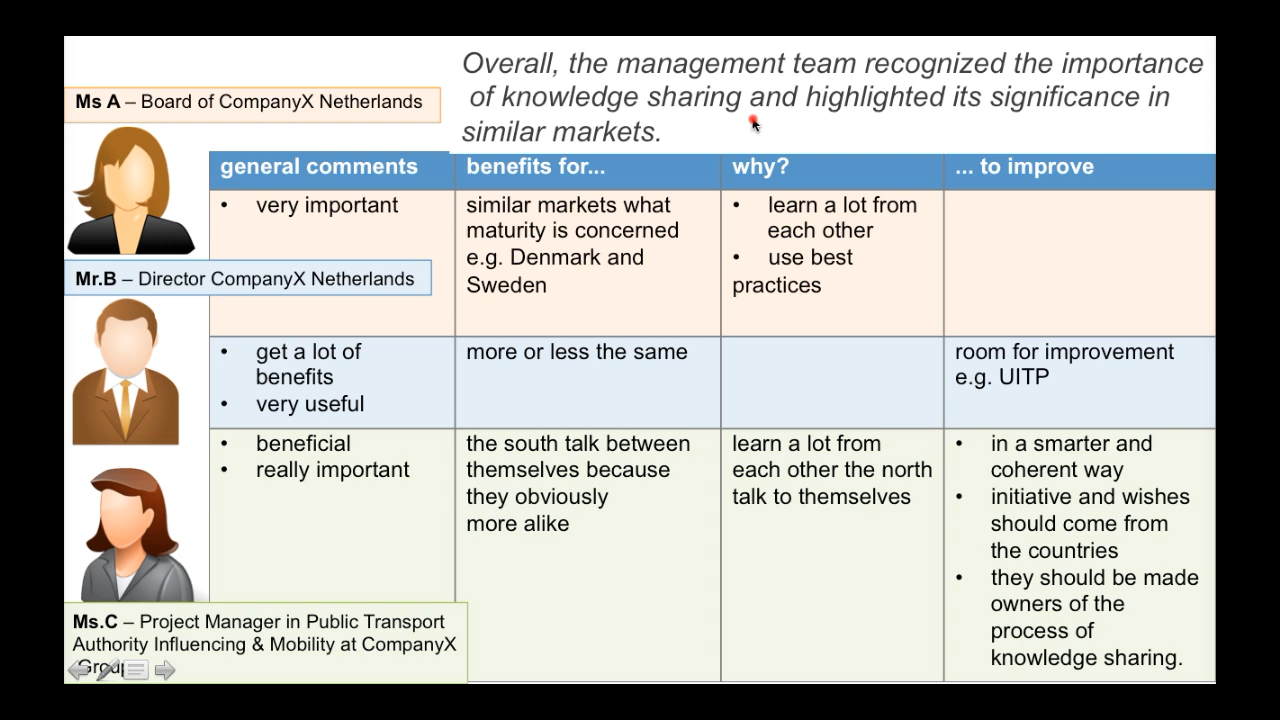 Overall, the management team recognized the importance
of knowledge sharing and highlighted its significance in
similar markets.
Ms A – Board of CompanyX Netherlands
general comments
benefits for...
why?
... to improve
• very important
similar markets what
maturity is concerned
e.g. Denmark and
Sweden
• learn a lot from
each other
• use best
practices
Mr.B – Director CompanyX Netherlands
• get a lot of
benefits
• very useful
more or less the same
room for improvement
e.g. UITP
• beneficial
• really important
the south talk between
themselves because
they obviously
more alike
learn a lot from
each other the north
talk to themselves
• in a smarter and
coherent way
• initiative and wishes
should come from
the countries
• they should be made
owners of the
process of
knowledge sharing.
Ms.C – Project Manager in Public Transport
Authority Influencing & Mobility at CompanyX
Group